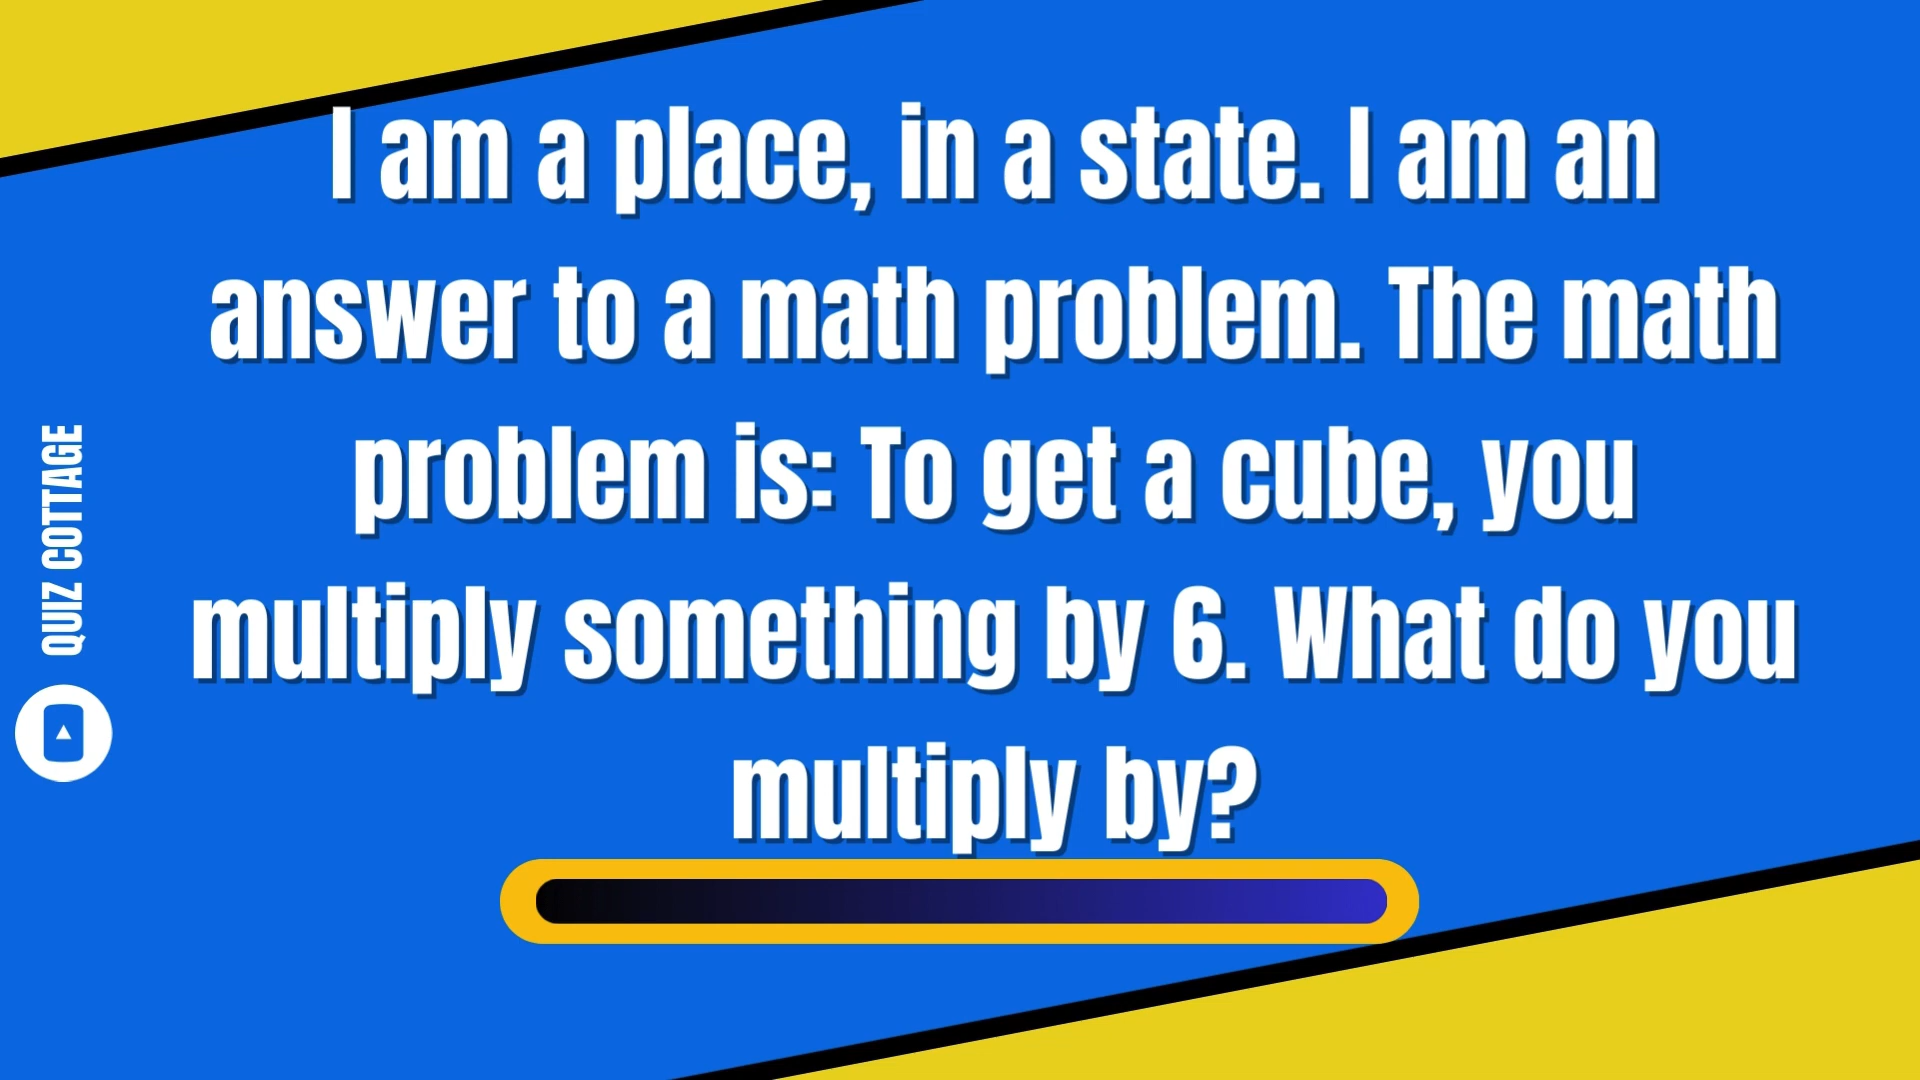 I am a place, in a state. I am an
answer to a math problem. The math
problem is: To get a cube, you
multiply something by 6. What do you
multiply by?
QUIZ COTTAGE